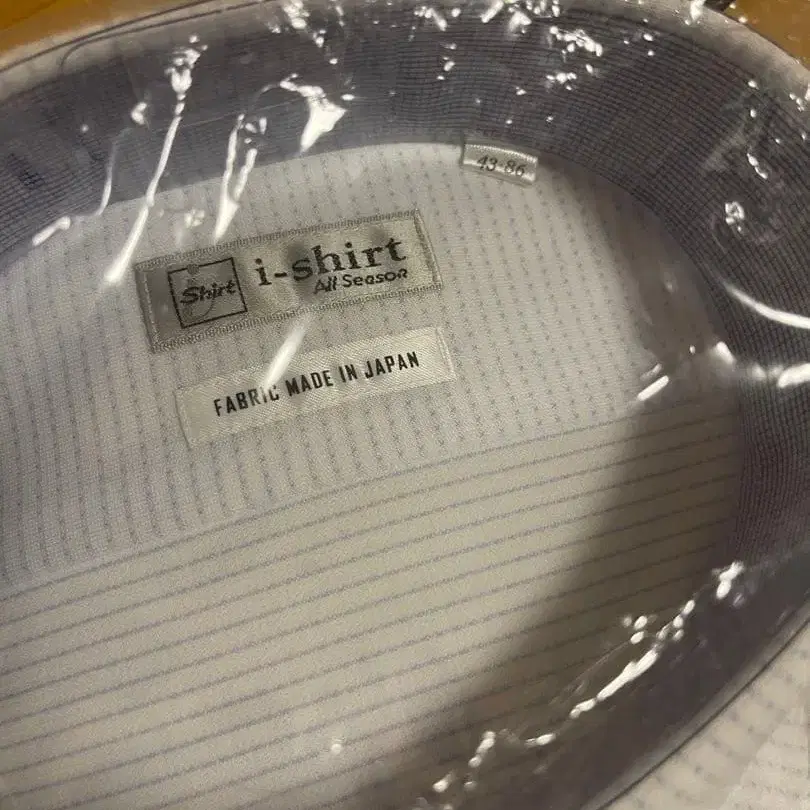 43-86
i-shirt
All Season
Shirt
FABRIC MADE IN JAPAN